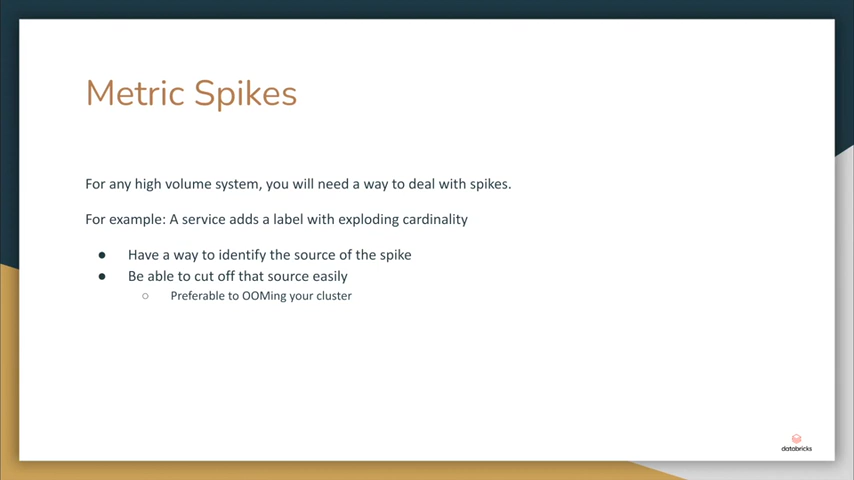 Metric Spikes
For any high volume system, you will need a way to deal with spikes.
For example: A service adds a label with exploding cardinality
● Have a way to identify the source of the spike
● Be able to cut off that source easily
○ Preferable to OOMing your cluster
databricks